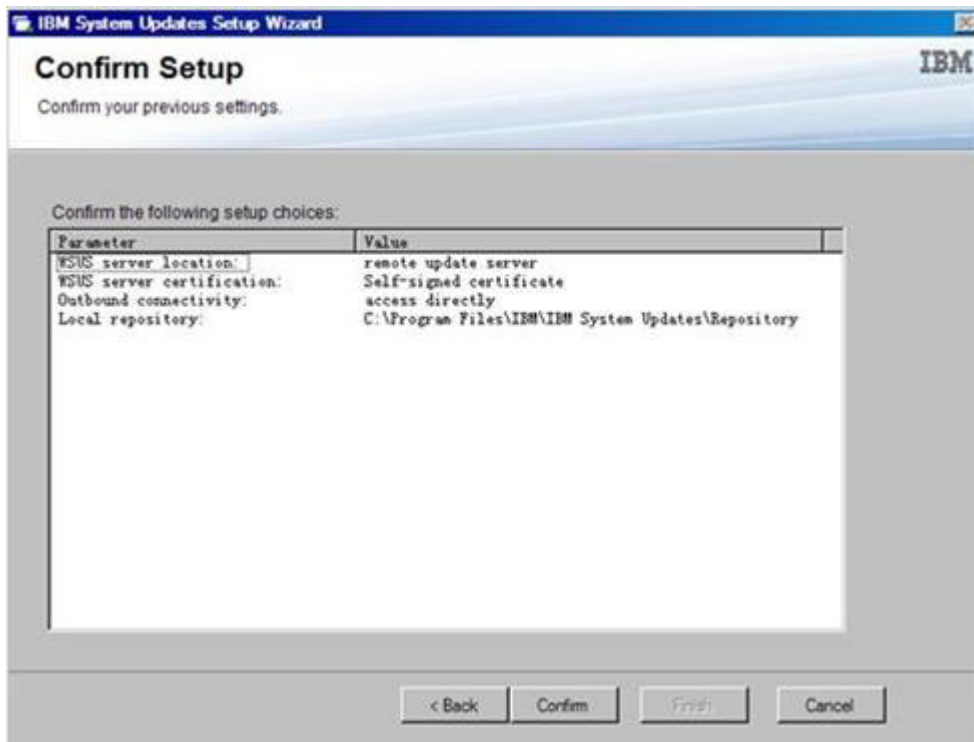 IBM System Updates Setup Wizard
Confirm Setup
IBM
Confirm your previous settings.
Confirm the following setup choices:
Parameter Value
WSUS server location: remote update server
WSUS server certification: Self-signed certificate
Outbound connectivity: access directly
Local repository: C:\Program Files\IBM\IBM System Updates\Repository
< Back Confirm Finish Cancel